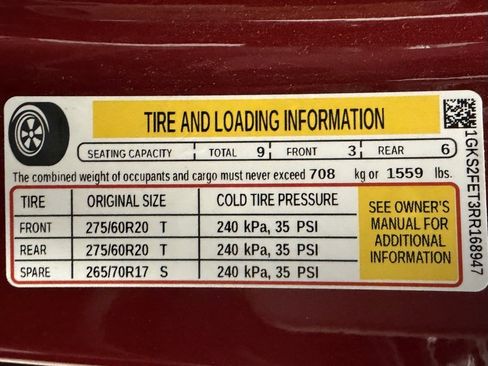 TIRE AND LOADING INFORMATION
SEATING CAPACITY TOTAL 9 FRONT 3 REAR 6
The combined weight of occupants and cargo must never exceed 708 kg or 1559 lbs.
TIRE ORIGINAL SIZE COLD TIRE PRESSURE
FRONT 275/60R20 T 240 kPa, 35 PSI
REAR 275/60R20 T 240 kPa, 35 PSI
SPARE 265/70R17 S 240 kPa, 35 PSI
SEE OWNER'S
MANUAL FOR
ADDITIONAL
INFORMATION
1GKS2FET3RR168947